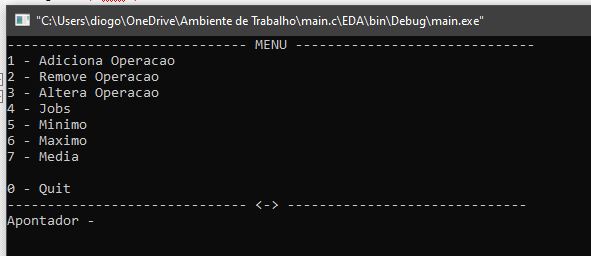 "C:\Users\diogo\OneDrive\Ambiente de Trabalho\main.c\EDA\bin\Debug\main.exe"
------------------------------ MENU ------------------------------
1 - Adiciona Operacao
2 - Remove Operacao
3 - Altera Operacao
4 - Jobs
5 - Minimo
6 - Maximo
7 - Media
0 - Quit
------------------------------ <-> ------------------------------
Apontador -